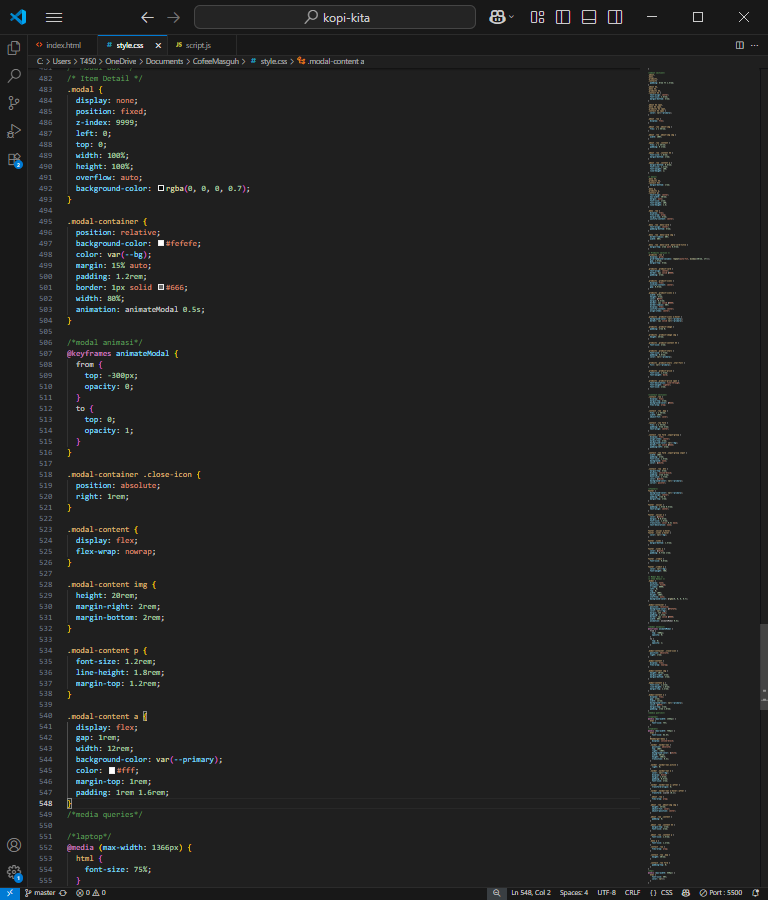 kopi-kita
index.html
# style.css
JS script.js
C: > Users > T450 > OneDrive > Documents > CofeeMasguh > # style.css > .modal-content a
482 /* Item Detail */
483 .modal {
484 display: none;
485 position: fixed;
486 z-index: 9999;
487 left: 0;
488 top: 0;
489 width: 100%;
490 height: 100%;
491 overflow: auto;
492 background-color: rgba(0, 0, 0, 0.7);
493 }
494
495 .modal-container {
496 position: relative;
497 background-color: #fefefe;
498 color: var(--bg);
499 margin: 15% auto;
500 padding: 1.2rem;
501 border: 1px solid #666;
502 width: 80%;
503 animation: animateModal 0.5s;
504 }
505
506 /*modal animasi*/
507 @keyframes animateModal {
508 from {
509 top: -300px;
510 opacity: 0;
511 }
512 to {
513 top: 0;
514 opacity: 1;
515 }
516 }
517
518 .modal-container .close-icon {
519 position: absolute;
520 right: 1rem;
521 }
522
523 .modal-content {
524 display: flex;
525 flex-wrap: nowrap;
526 }
527
528 .modal-content img {
529 height: 20rem;
530 margin-right: 2rem;
531 margin-bottom: 2rem;
532 }
533
534 .modal-content p {
535 font-size: 1.2rem;
536 line-height: 1.8rem;
537 margin-top: 1.2rem;
538 }
539
540 .modal-content a {
541 display: flex;
542 gap: 1rem;
543 width: 12rem;
544 background-color: var(--primary);
545 color: #fff;
546 margin-top: 1rem;
547 padding: 1rem 1.6rem;
548 }
549 /*media queries*/
550
551 /*laptop*/
552 @media (max-width: 1366px) {
553 html {
554 font-size: 75%;
555 }
master 0 0 Ln 548, Col 2 Spaces: 4 UTF-8 CRLF {} CSS Port : 5500